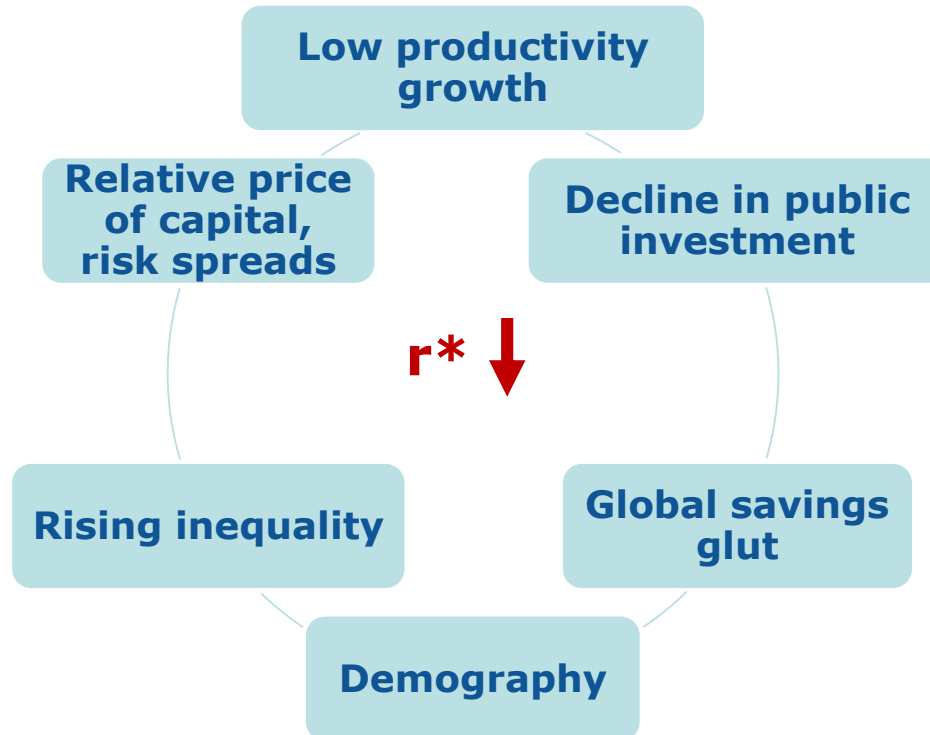 Low productivity
growth
Relative price
of capital,
risk spreads
Decline in public
investment
r*
Rising inequality
Global savings
glut
Demography